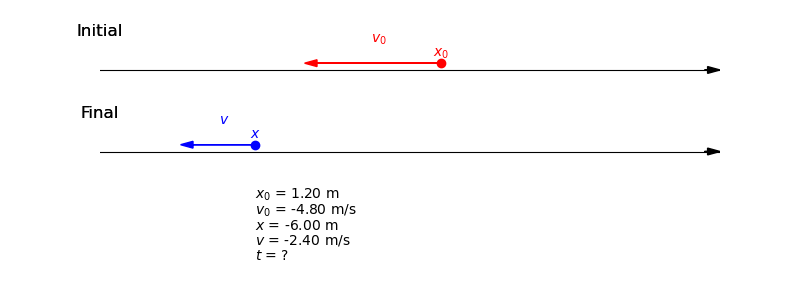 Initial
v₀
x₀
Final
v
x
x₀ = 1.20 m
v₀ = -4.80 m/s
x = -6.00 m
v = -2.40 m/s
t = ?